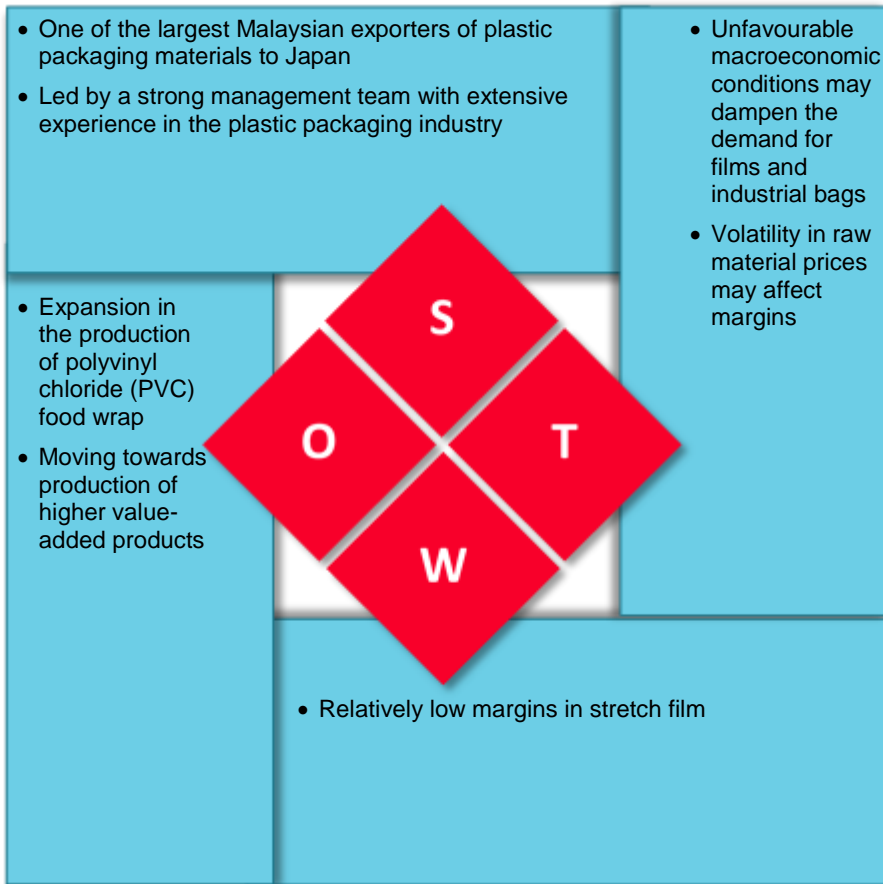 • One of the largest Malaysian exporters of plastic
packaging materials to Japan
• Led by a strong management team with extensive
experience in the plastic packaging industry
• Unfavourable
macroeconomic
conditions may
dampen the
demand for
films and
industrial bags
• Volatility in raw
material prices
may affect
margins
• Expansion in
the production
of polyvinyl
chloride (PVC)
food wrap
• Moving towards
production of
higher value-
added products
S
O
T
W
• Relatively low margins in stretch film